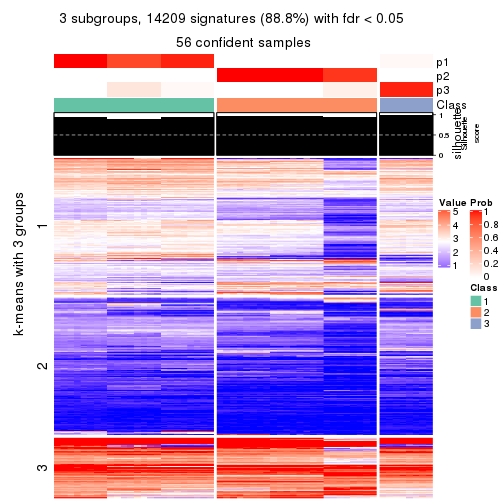 3 subgroups, 14209 signatures (88.8%) with fdr < 0.05
56 confident samples
p1
p2
p3
Class
1
0.5
0
silhouette
Silhouette
score
k-means with 3 groups
1
2
3
Value
5
4
3
2
1
Prob
1
0.8
0.6
0.4
0.2
0
Class
1
2
3